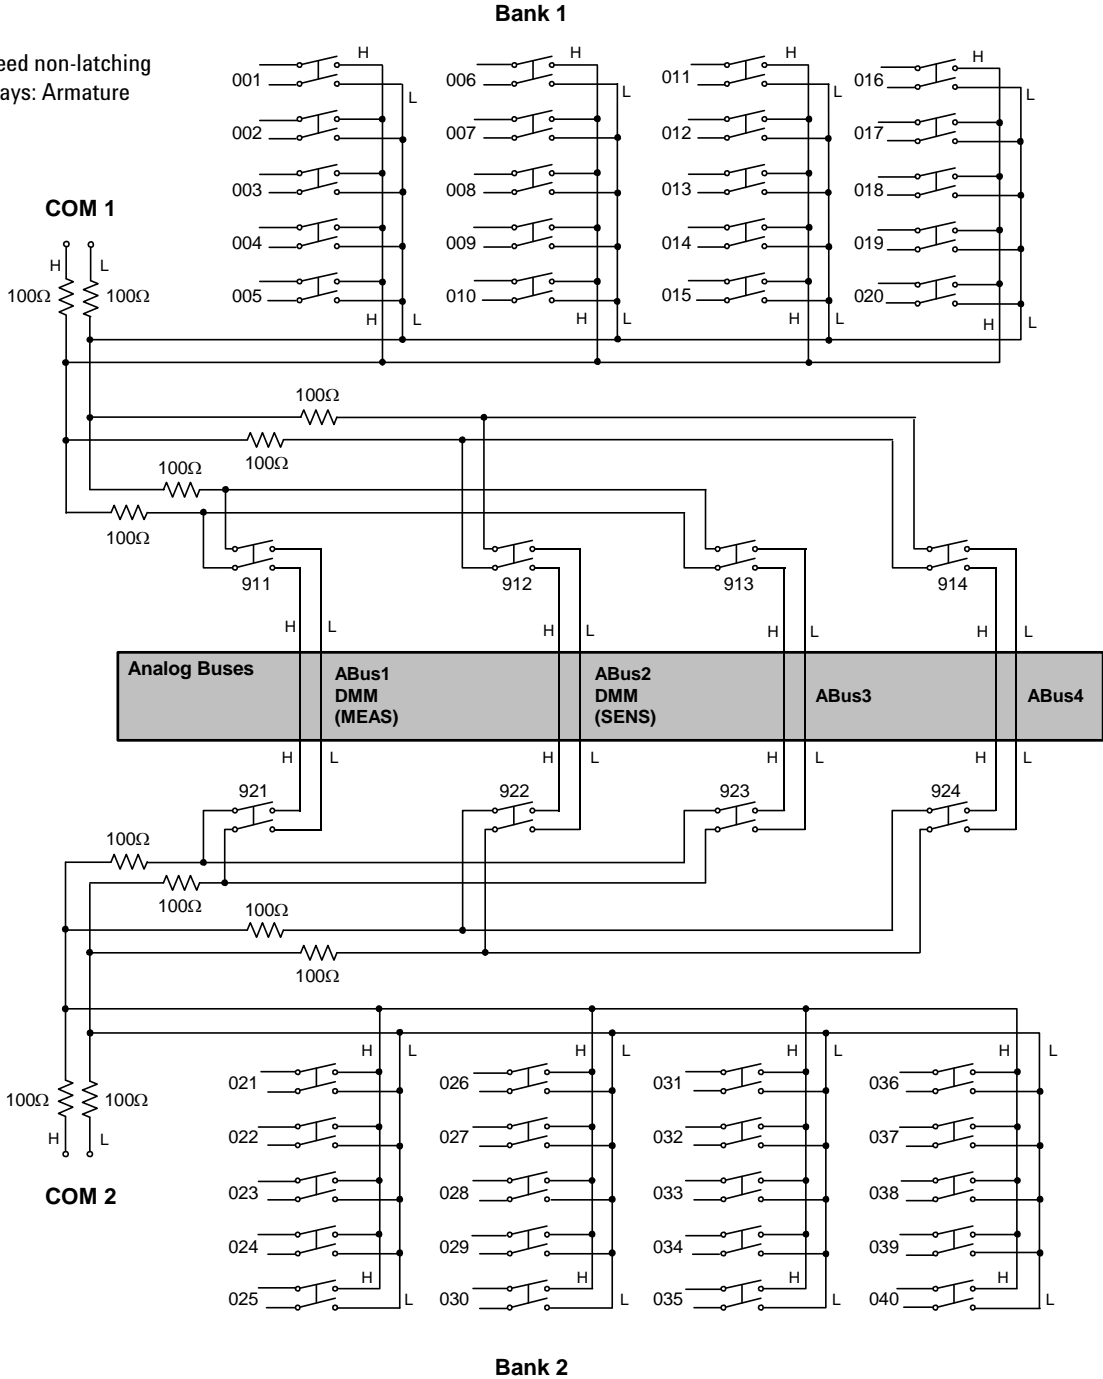 Bank 1
eed non-latching
ays: Armature
H H H H
001 006 011 016
L L L L
002 007 012 017
003 008 013 018
COM 1
004 009 014 019
H L
100Ω 100Ω 005 010 015 020
H L H L H L H L
100Ω
100Ω
100Ω
100Ω
911 912 913 914
H L H L H L H L
Analog Buses
ABus1
DMM
(MEAS)
ABus2
DMM
(SENS)
ABus3
ABus4
H L H L H L H L
921 922 923 924
100Ω
100Ω
100Ω
100Ω
H L H L H L H L
021 026 031 036
100Ω 100Ω
022 027 032 037
H L
023 028 033 038
COM 2
024 029 034 039
H H H H
025 030 035 040
L L L L
Bank 2